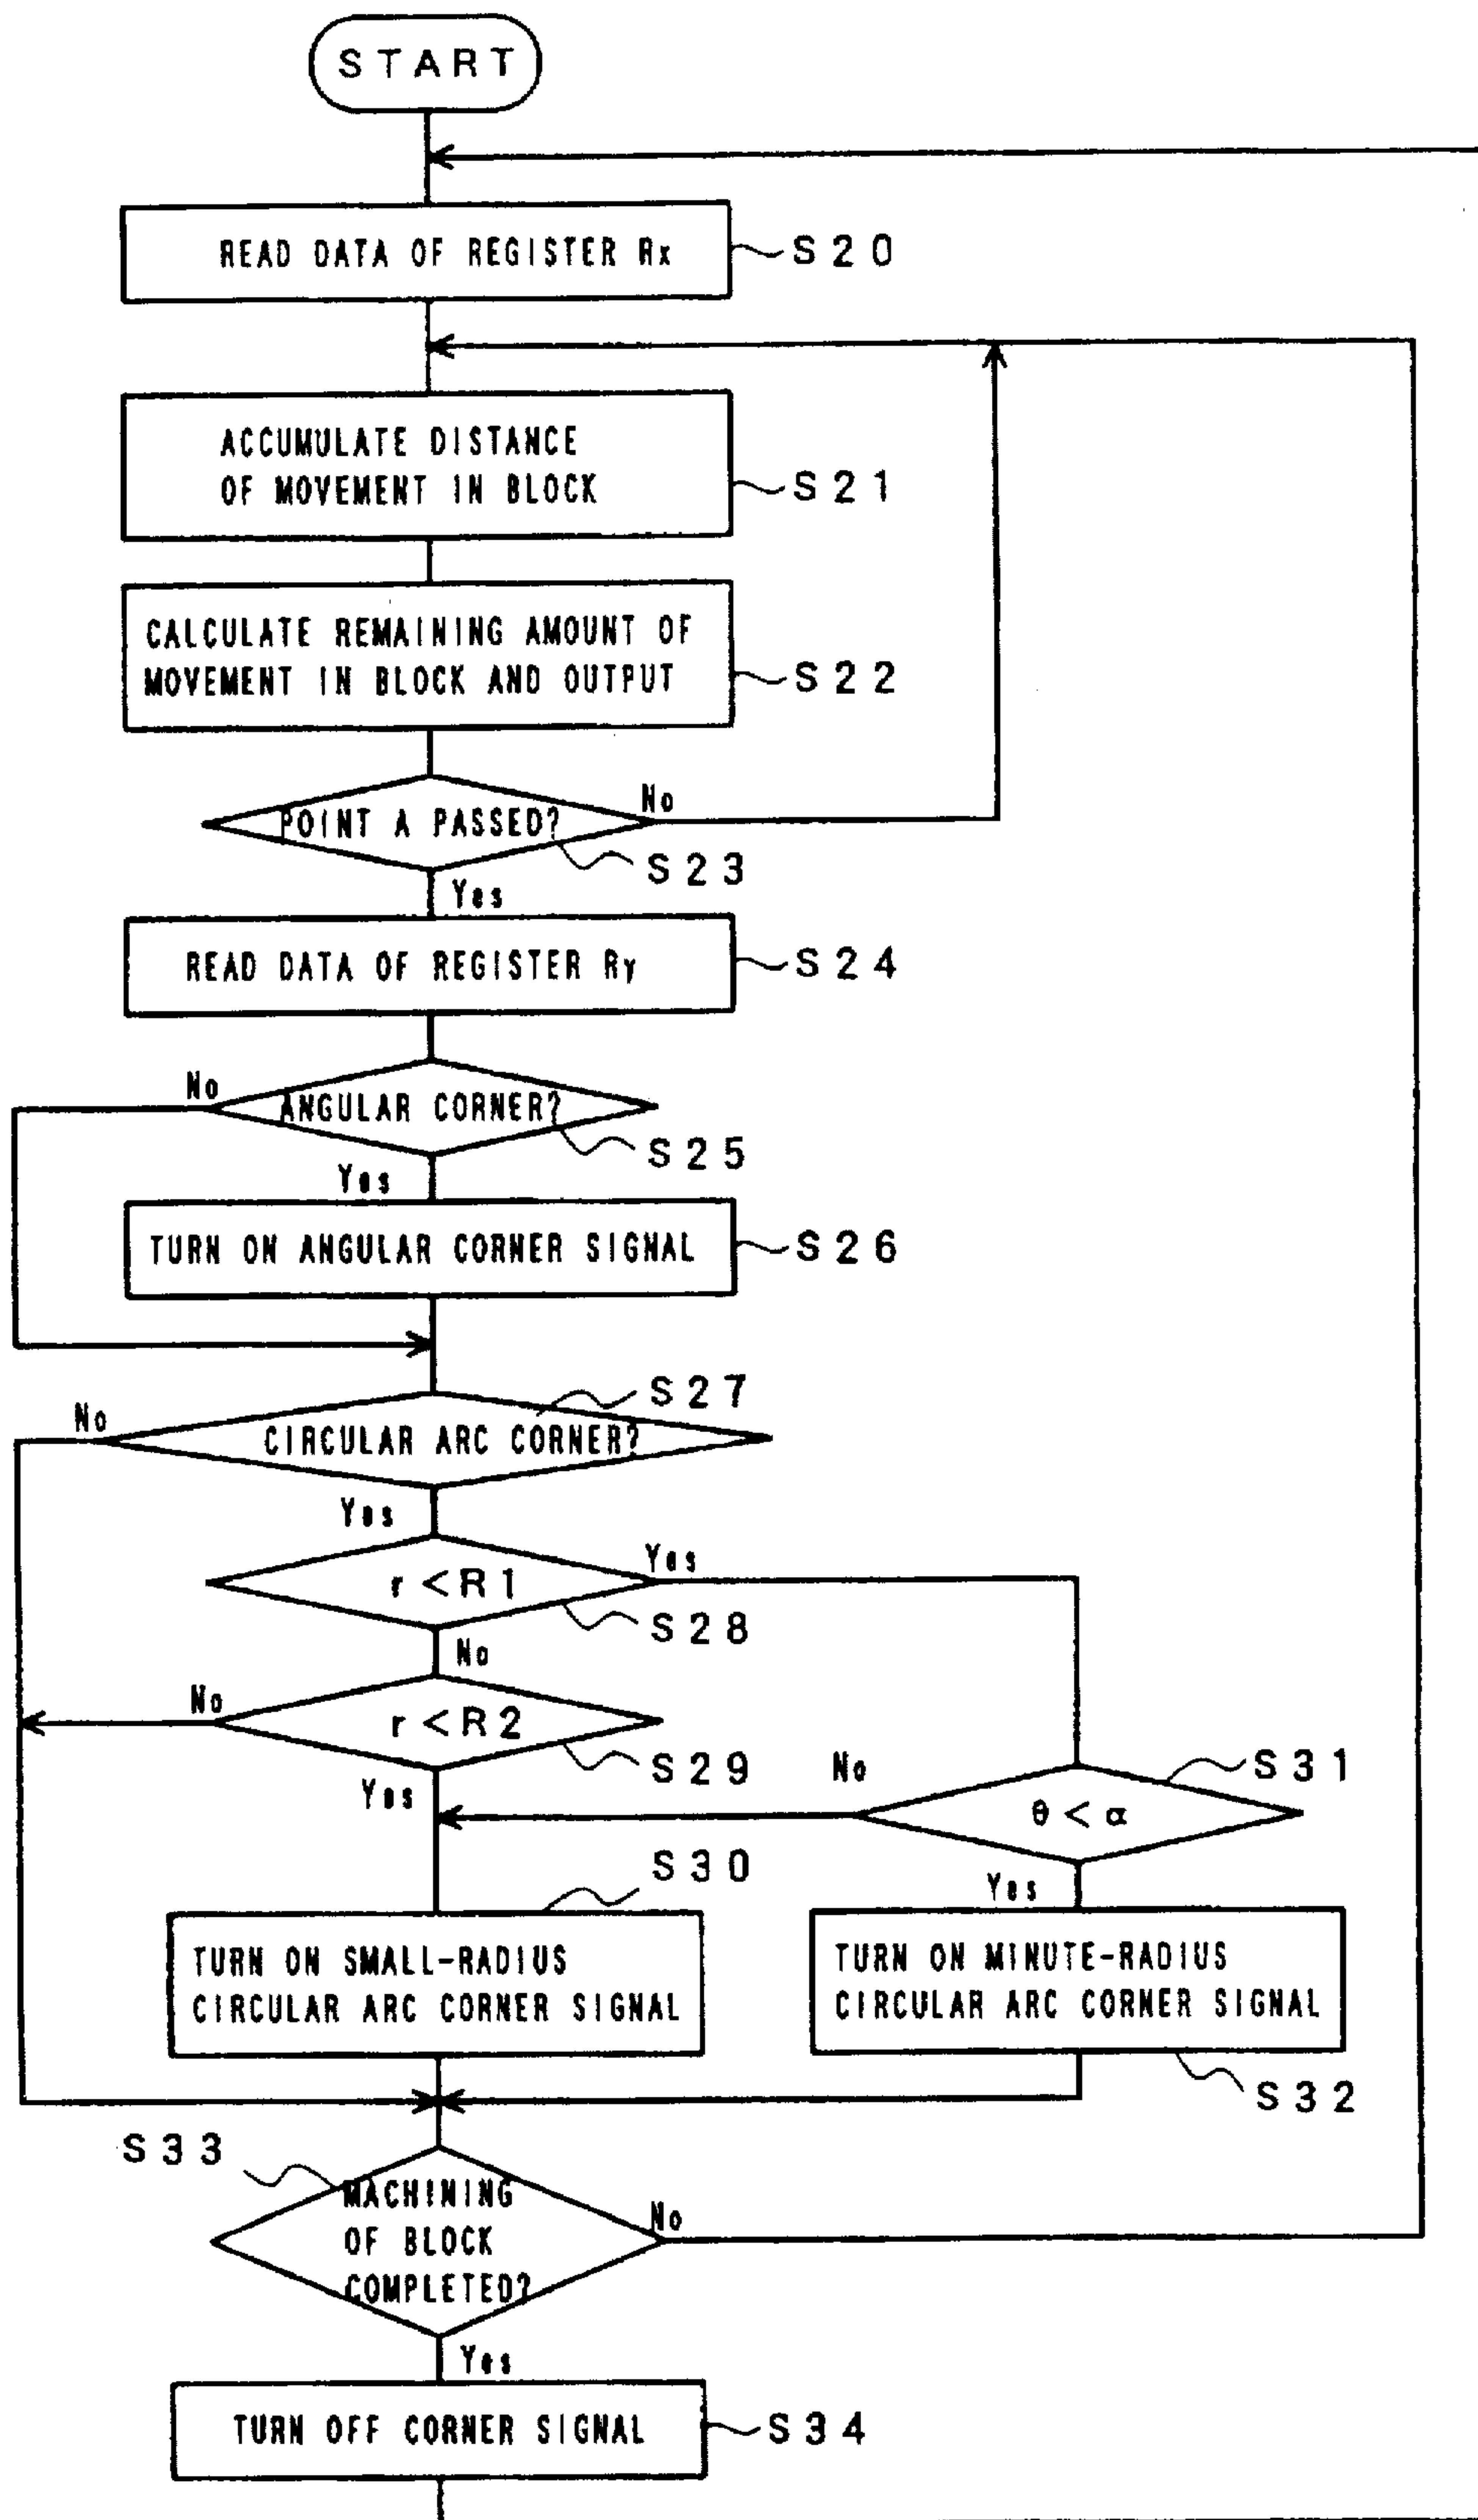 START
READ DATA OF REGISTER Rx
S20
ACCUMULATE DISTANCE
OF MOVEMENT IN BLOCK
S21
CALCULATE REMAINING AMOUNT OF
MOVEMENT IN BLOCK AND OUTPUT
S22
POINT A PASSED?
No
S23
Yes
READ DATA OF REGISTER Ry
S24
No
ANGULAR CORNER?
S25
Yes
TURN ON ANGULAR CORNER SIGNAL
S26
S27
No
CIRCULAR ARC CORNER?
Yes
r < R1
Yes
S28
No
No
r < R2
S29
Yes
No
S31
θ < α
Yes
S30
TURN ON SMALL-RADIUS
CIRCULAR ARC CORNER SIGNAL
TURN ON MINUTE-RADIUS
CIRCULAR ARC CORNER SIGNAL
S32
S33
MACHINING
OF BLOCK
COMPLETED?
No
Yes
TURN OFF CORNER SIGNAL
S34